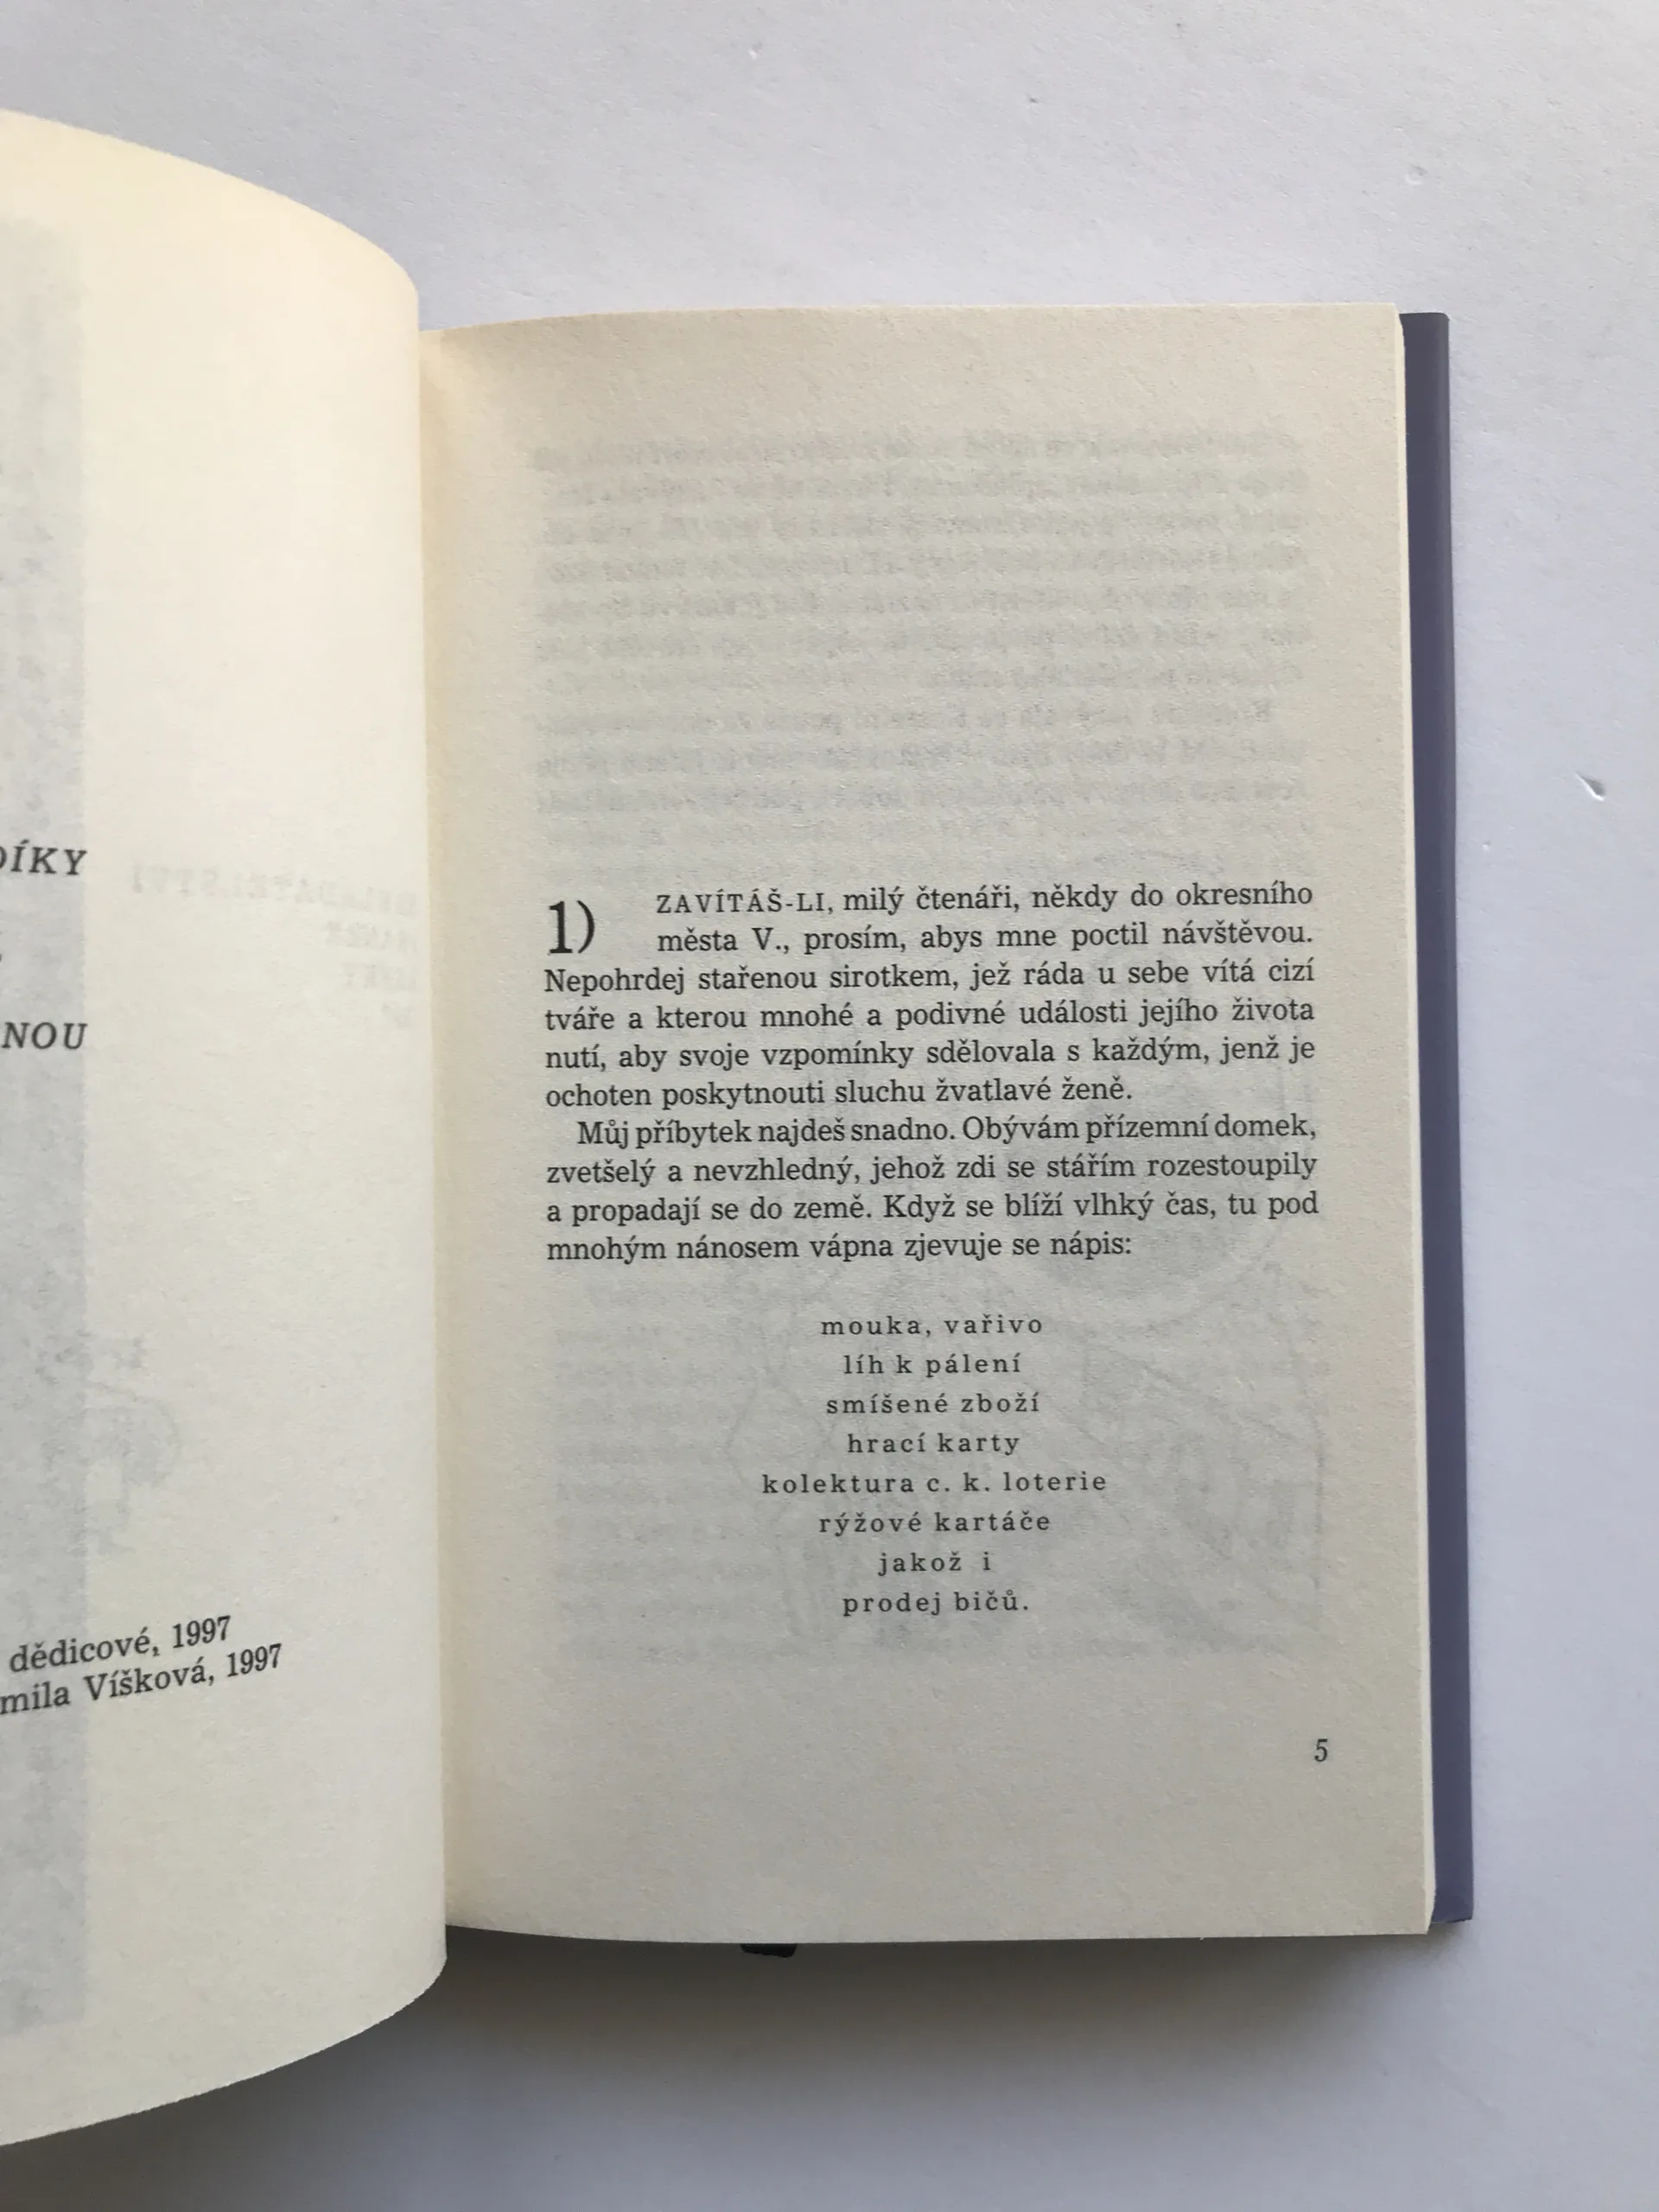 DÍKY
NOU
dědicové, 1997
mila Víšková, 1997
1) ZAVÍTÁŠ-LI, milý čtenáři, někdy do okresního
města V., prosím, abys mne poctil návštěvou.
Nepohrdej stařenou sirotkem, jež ráda u sebe vítá cizí
tváře a kterou mnohé a podivné události jejího života
nutí, aby svoje vzpomínky sdělovala s každým, jenž je
ochoten poskytnouti sluchu žvatlavé ženě.
Můj příbytek najdeš snadno. Obývám přízemní domek,
zvetšelý a nevzhledný, jehož zdi se stářím rozestoupily
a propadají se do země. Když se blíží vlhký čas, tu pod
mnohým nánosem vápna zjevuje se nápis:
mouka, vařivo
líh k pálení
smíšené zboží
hrací karty
kolektura c. k. loterie
rýžové kartáče
jakož i
prodej bičů.
5